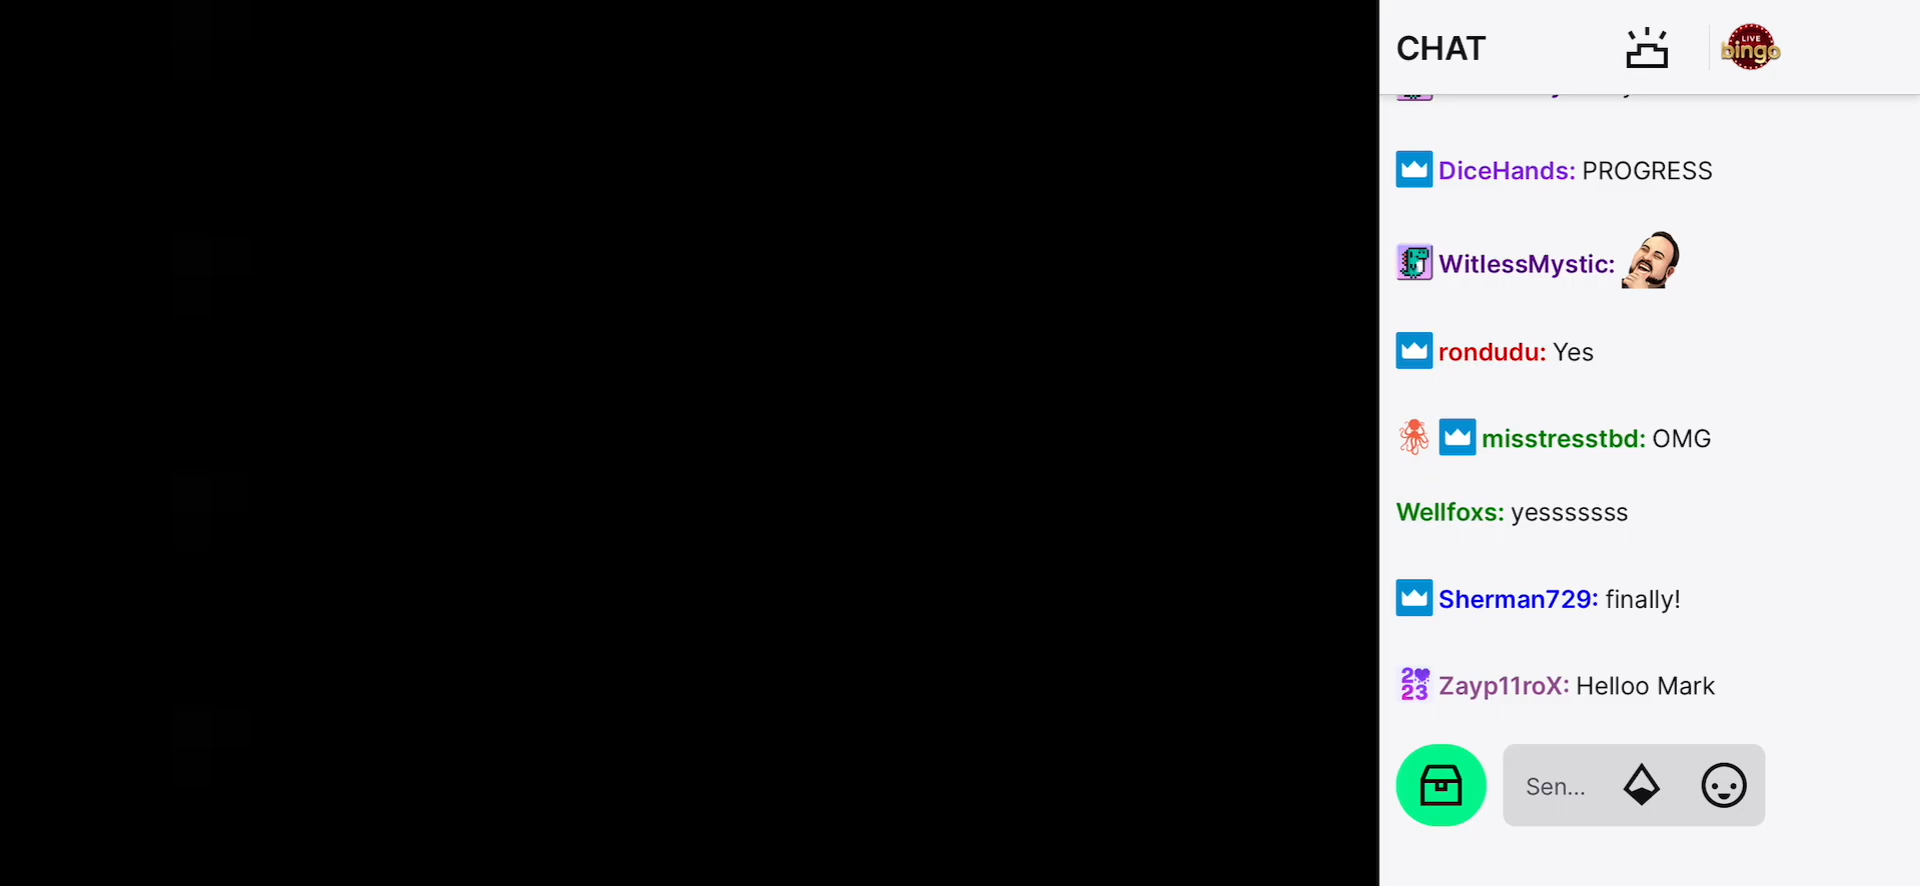 CHAT
LIVE
bingo
DiceHands: PROGRESS
WitlessMystic:
rondudu: Yes
misstresstbd: OMG
Wellfoxs: yesssssss
Sherman729: finally!
2023
Zayp11roX: Helloo Mark
Sen...